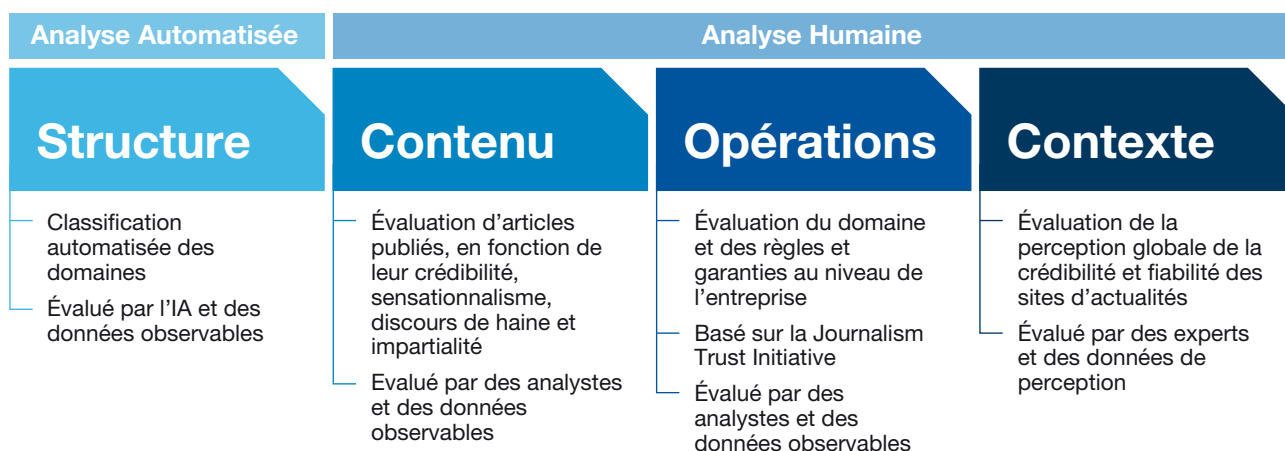 Analyse Automatisée
Analyse Humaine
Structure
Classification
automatisée des
domaines
Évalué par l’IA et des
données observables
Contenu
Évaluation d’articles
publiés, en fonction de
leur crédibilité,
sensationnalisme,
discours de haine et
impartialité
Evalué par des analystes
et des données
observables
Opérations
Évaluation du domaine
et des règles et
garanties au niveau de
l’entreprise
Basé sur la Journalism
Trust Initiative
Évalué par des
analystes et des
données observables
Contexte
Évaluation de la
perception globale de la
crédibilité et fiabilité des
sites d’actualités
Évalué par des experts
et des données de
perception